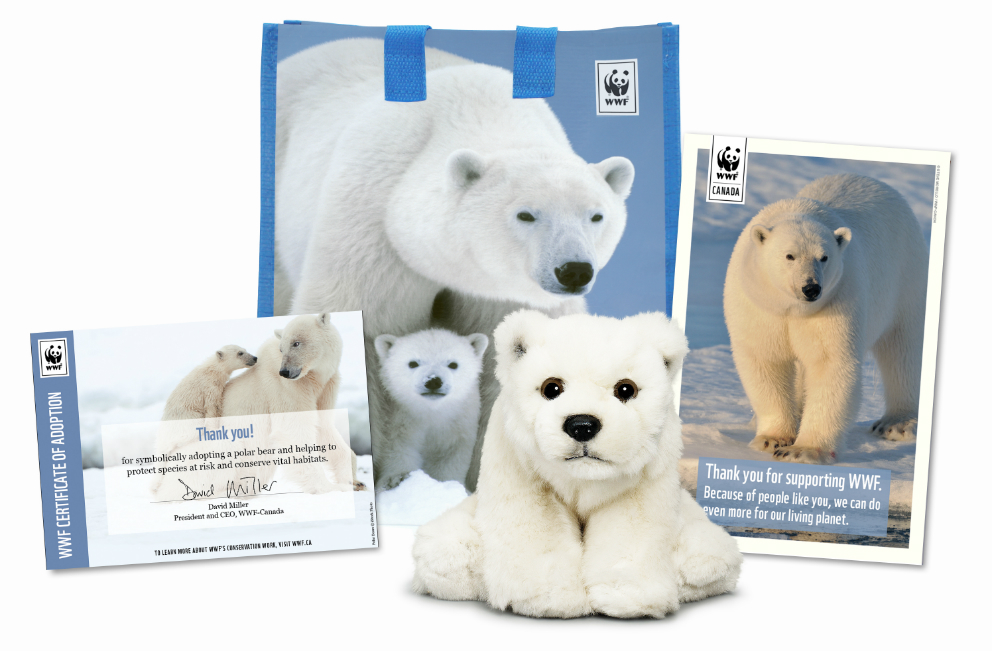 WWF
WWF
CANADA
WWF
WWF CERTIFICATE OF ADOPTION
Thank you!
for symbolically adopting a polar bear and helping to
protect species at risk and conserve vital habitats.
David Miller
David Miller
President and CEO, WWF-Canada
TO LEARN MORE ABOUT WWF'S CONSERVATION WORK, VISIT WWF.CA
Thank you for supporting WWF.
Because of people like you, we can do
even more for our living planet.